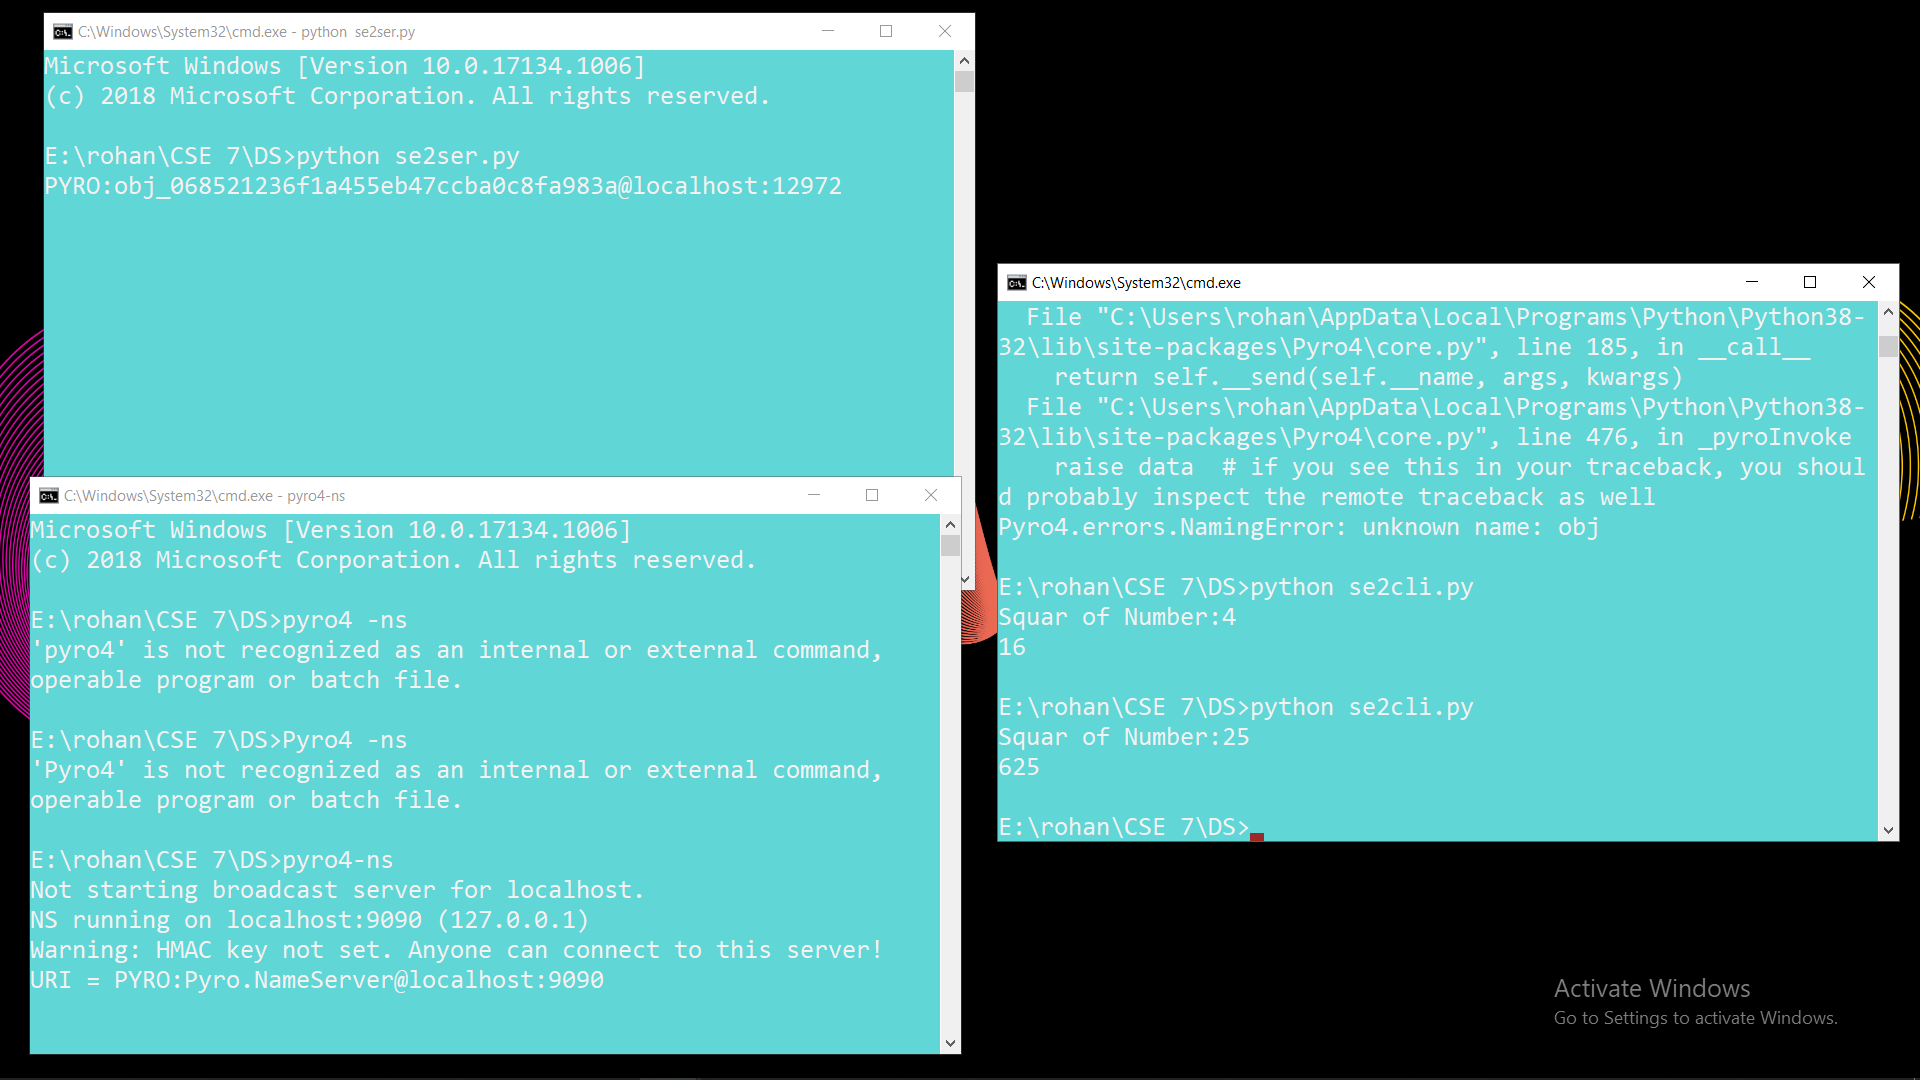 C:\Windows\System32\cmd.exe - python  se2ser.py
Microsoft Windows [Version 10.0.17134.1006]
(c) 2018 Microsoft Corporation. All rights reserved.
E:\rohan\CSE 7\DS>python se2ser.py
PYRO:obj_068521236f1a455eb47ccba0c8fa983a@localhost:12972
C:\Windows\System32\cmd.exe - pyro4-ns
Microsoft Windows [Version 10.0.17134.1006]
(c) 2018 Microsoft Corporation. All rights reserved.
E:\rohan\CSE 7\DS>pyro4 -ns
'pyro4' is not recognized as an internal or external command,
operable program or batch file.
E:\rohan\CSE 7\DS>Pyro4 -ns
'Pyro4' is not recognized as an internal or external command,
operable program or batch file.
E:\rohan\CSE 7\DS>pyro4-ns
Not starting broadcast server for localhost.
NS running on localhost:9090 (127.0.0.1)
Warning: HMAC key not set. Anyone can connect to this server!
URI = PYRO:Pyro.NameServer@localhost:9090
C:\Windows\System32\cmd.exe
File "C:\Users\rohan\AppData\Local\Programs\Python\Python38-
32\lib\site-packages\Pyro4\core.py", line 185, in __call__
return self.__send(self.__name, args, kwargs)
File "C:\Users\rohan\AppData\Local\Programs\Python\Python38-
32\lib\site-packages\Pyro4\core.py", line 476, in _pyroInvoke
raise data  # if you see this in your traceback, you shoul
d probably inspect the remote traceback as well
Pyro4.errors.NamingError: unknown name: obj
E:\rohan\CSE 7\DS>python se2cli.py
Squar of Number:4
16
E:\rohan\CSE 7\DS>python se2cli.py
Squar of Number:25
625
E:\rohan\CSE 7\DS>
Activate Windows
Go to Settings to activate Windows.